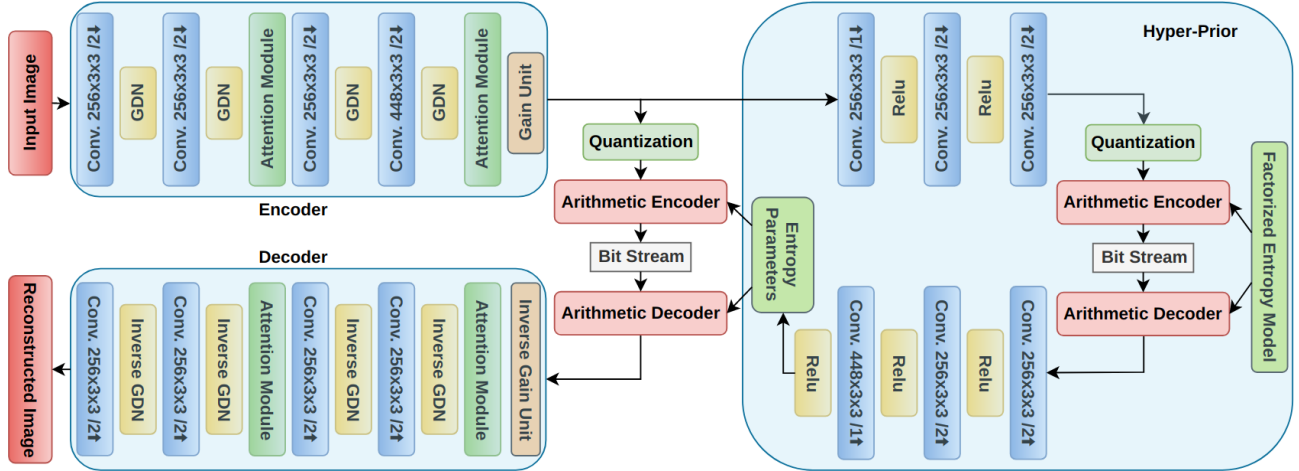 Input Image
Conv. 256x3x3 /2⬆
GDN
Conv. 256x3x3 /2⬆
GDN
Attention Module
Conv. 256x3x3 /2⬆
GDN
Conv. 448x3x3 /2⬆
GDN
Attention Module
Gain Unit
Encoder
Quantization
Arithmetic Encoder
Bit Stream
Arithmetic Decoder
Entropy
Parameters
Hyper-Prior
Conv. 256x3x3 /1⬆
Relu
Conv. 256x3x3 /2⬆
Relu
Conv. 256x3x3 /2⬆
Quantization
Arithmetic Encoder
Bit Stream
Arithmetic Decoder
Factorized Entropy Model
Relu
Conv. 448x3x3 /1⬆
Relu
Conv. 256x3x3 /2⬆
Relu
Conv. 256x3x3 /2⬆
Decoder
Reconstructed Image
Conv. 256x3x3 /2⬆
Inverse GDN
Conv. 256x3x3 /2⬆
Inverse GDN
Attention Module
Conv. 256x3x3 /2⬆
Inverse GDN
Conv. 256x3x3 /2⬆
Inverse GDN
Attention Module
Inverse Gain Unit